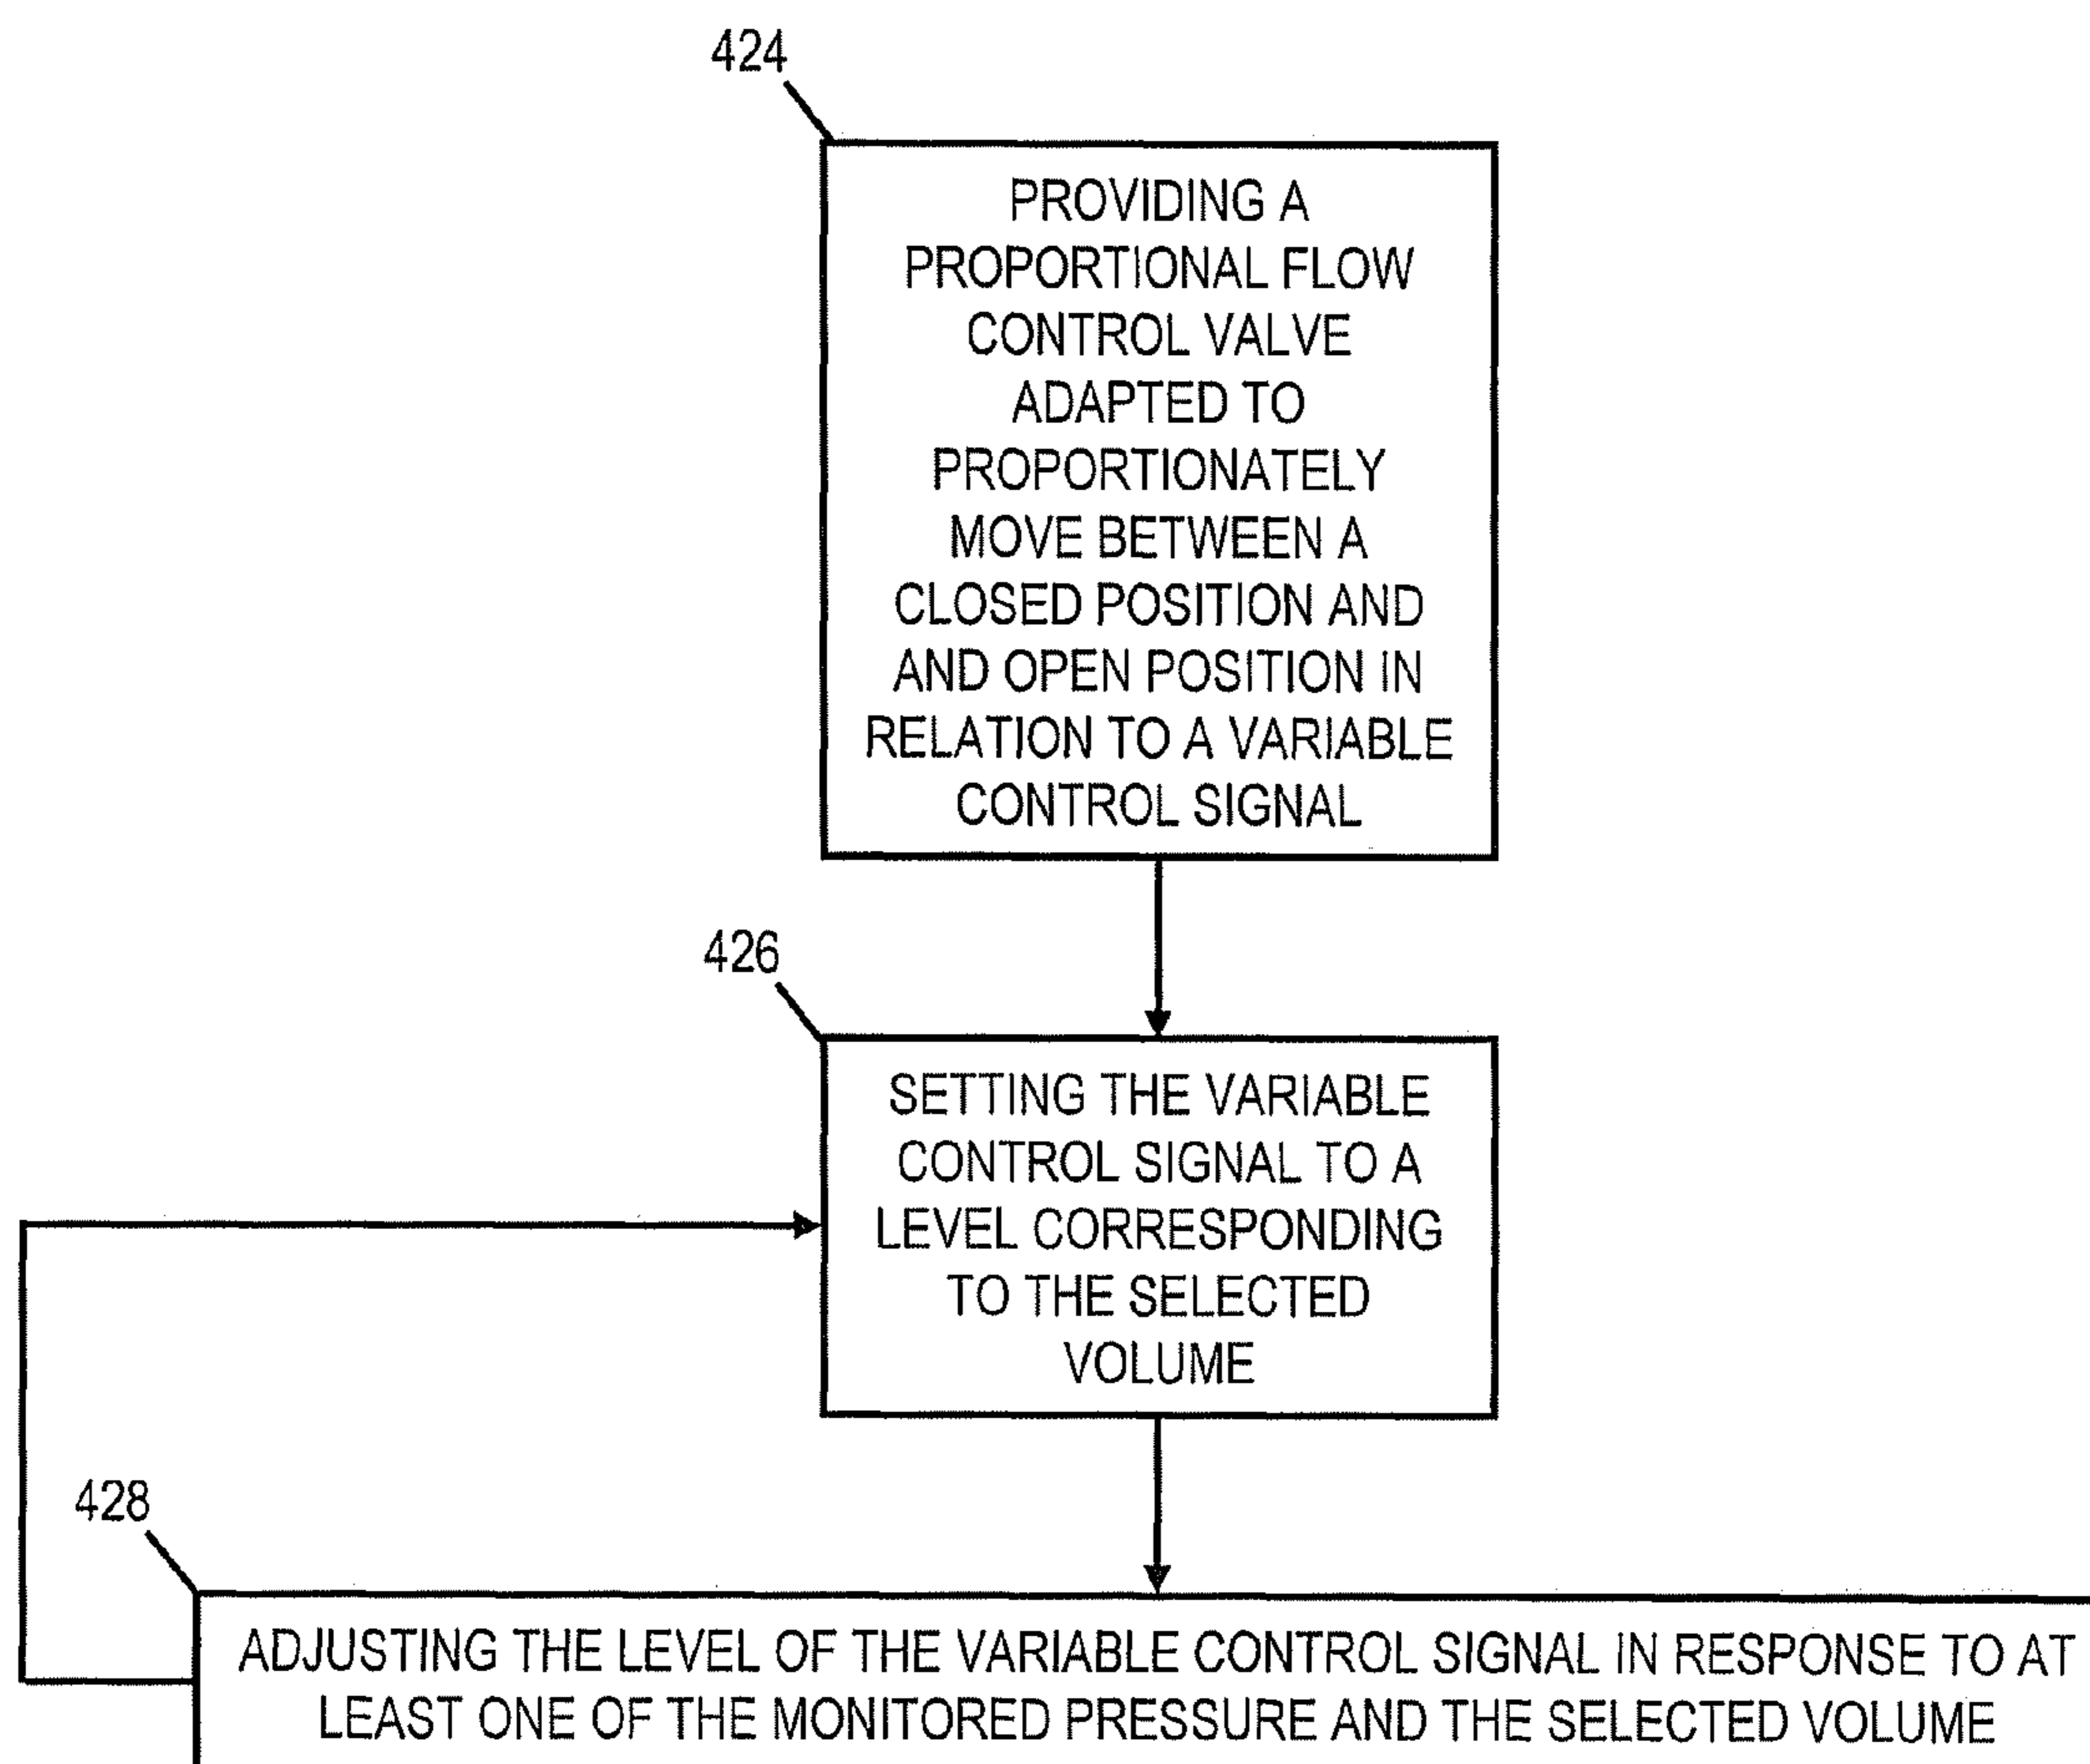 424
PROVIDING A
PROPORTIONAL FLOW
CONTROL VALVE
ADAPTED TO
PROPORTIONATELY
MOVE BETWEEN A
CLOSED POSITION AND
AND OPEN POSITION IN
RELATION TO A VARIABLE
CONTROL SIGNAL
426
SETTING THE VARIABLE
CONTROL SIGNAL TO A
LEVEL CORRESPONDING
TO THE SELECTED
VOLUME
428
ADJUSTING THE LEVEL OF THE VARIABLE CONTROL SIGNAL IN RESPONSE TO AT
LEAST ONE OF THE MONITORED PRESSURE AND THE SELECTED VOLUME